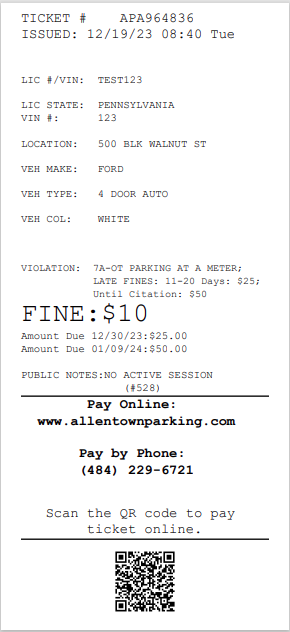 TICKET # APA964836
ISSUED: 12/19/23 08:40 Tue
LIC #/VIN: TEST123
LIC STATE: PENNSYLVANIA
VIN #: 123
LOCATION: 500 BLK WALNUT ST
VEH MAKE: FORD
VEH TYPE: 4 DOOR AUTO
VEH COL: WHITE
VIOLATION: 7A-OT PARKING AT A METER;
LATE FINES: 11-20 Days: $25;
Until Citation: $50
FINE:$10
Amount Due 12/30/23:$25.00
Amount Due 01/09/24:$50.00
PUBLIC NOTES:NO ACTIVE SESSION
(#528)
Pay Online:
www.allentownparking.com
Pay by Phone:
(484) 229-6721
Scan the QR code to pay
ticket online.